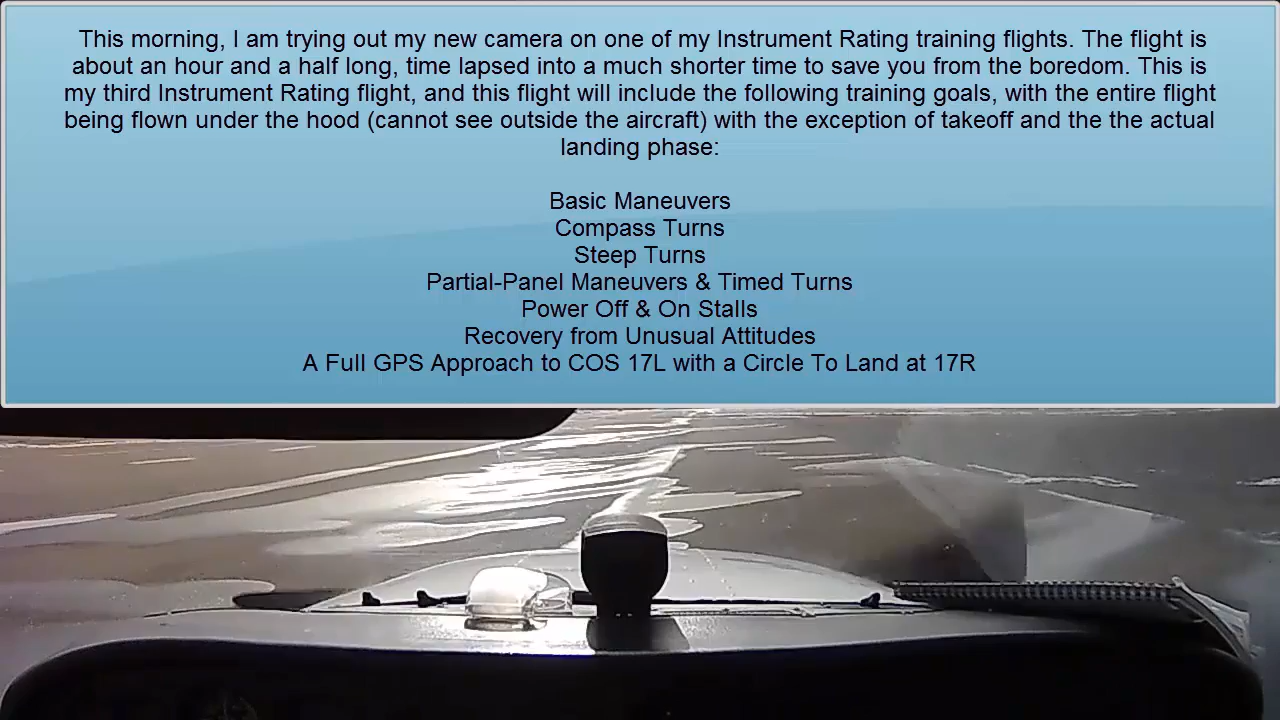 This morning, I am trying out my new camera on one of my Instrument Rating training flights. The flight is
about an hour and a half long, time lapsed into a much shorter time to save you from the boredom. This is
my third Instrument Rating flight, and this flight will include the following training goals, with the entire flight
being flown under the hood (cannot see outside the aircraft) with the exception of takeoff and the the actual
landing phase:
Basic Maneuvers
Compass Turns
Steep Turns
Partial-Panel Maneuvers & Timed Turns
Power Off & On Stalls
Recovery from Unusual Attitudes
A Full GPS Approach to COS 17L with a Circle To Land at 17R